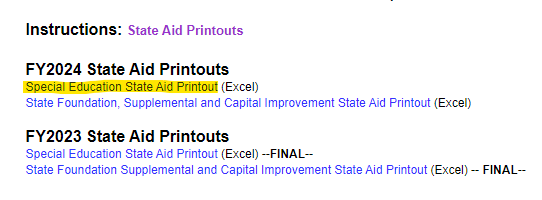 Instructions: State Aid Printouts
FY2024 State Aid Printouts
Special Education State Aid Printout (Excel)
State Foundation, Supplemental and Capital Improvement State Aid Printout (Excel)
FY2023 State Aid Printouts
Special Education State Aid Printout (Excel) --FINAL--
State Foundation Supplemental and Capital Improvement State Aid Printout (Excel) -- FINAL--